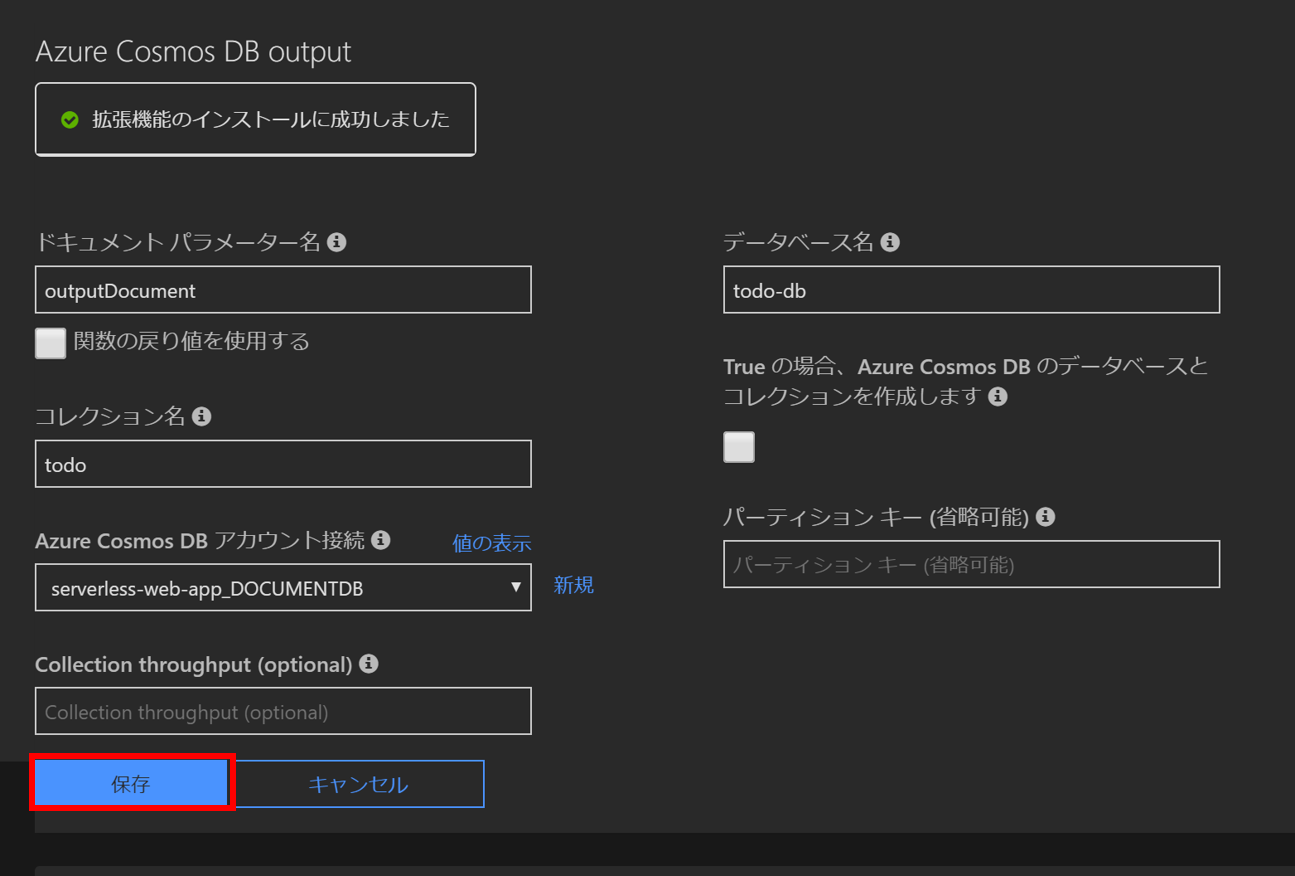 Azure Cosmos DB output
拡張機能のインストールに成功しました
ドキュメント パラメーター名
outputDocument
関数の戻り値を使用する
コレクション名
todo
Azure Cosmos DB アカウント接続
値の表示
serverless-web-app_DOCUMENTDB
新規
Collection throughput (optional)
Collection throughput (optional)
データベース名
todo-db
True の場合、Azure Cosmos DB のデータベースと
コレクションを作成します
パーティション キー (省略可能)
パーティション キー (省略可能)
保存
キャンセル